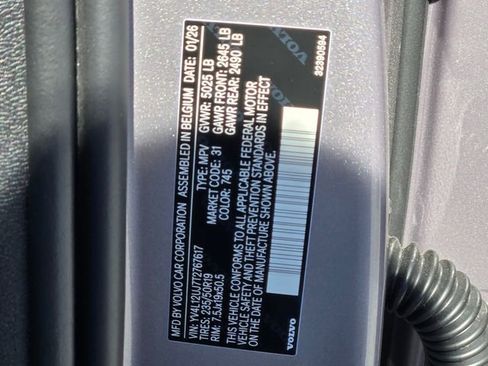 MFD BY VOLVO CAR CORPORATION ASSEMBLED IN BELGIUM DATE: 01/26
GVWR: 5025 LB
GAWR FRONT: 2645 LB
GAWR REAR: 2490 LB
VIN: YV4L12UJ7T2767617 TYPE: MPV
TIRES: 235/50R19 MARKET CODE: 31
RIM: 7.5Jx19x50.5 COLOR: 745
THIS VEHICLE CONFORMS TO ALL APPLICABLE FEDERAL MOTOR
VEHICLE SAFETY AND THEFT PREVENTION STANDARDS IN EFFECT
ON THE DATE OF MANUFACTURE SHOWN ABOVE.
VOLVO
VOLVO
32390594